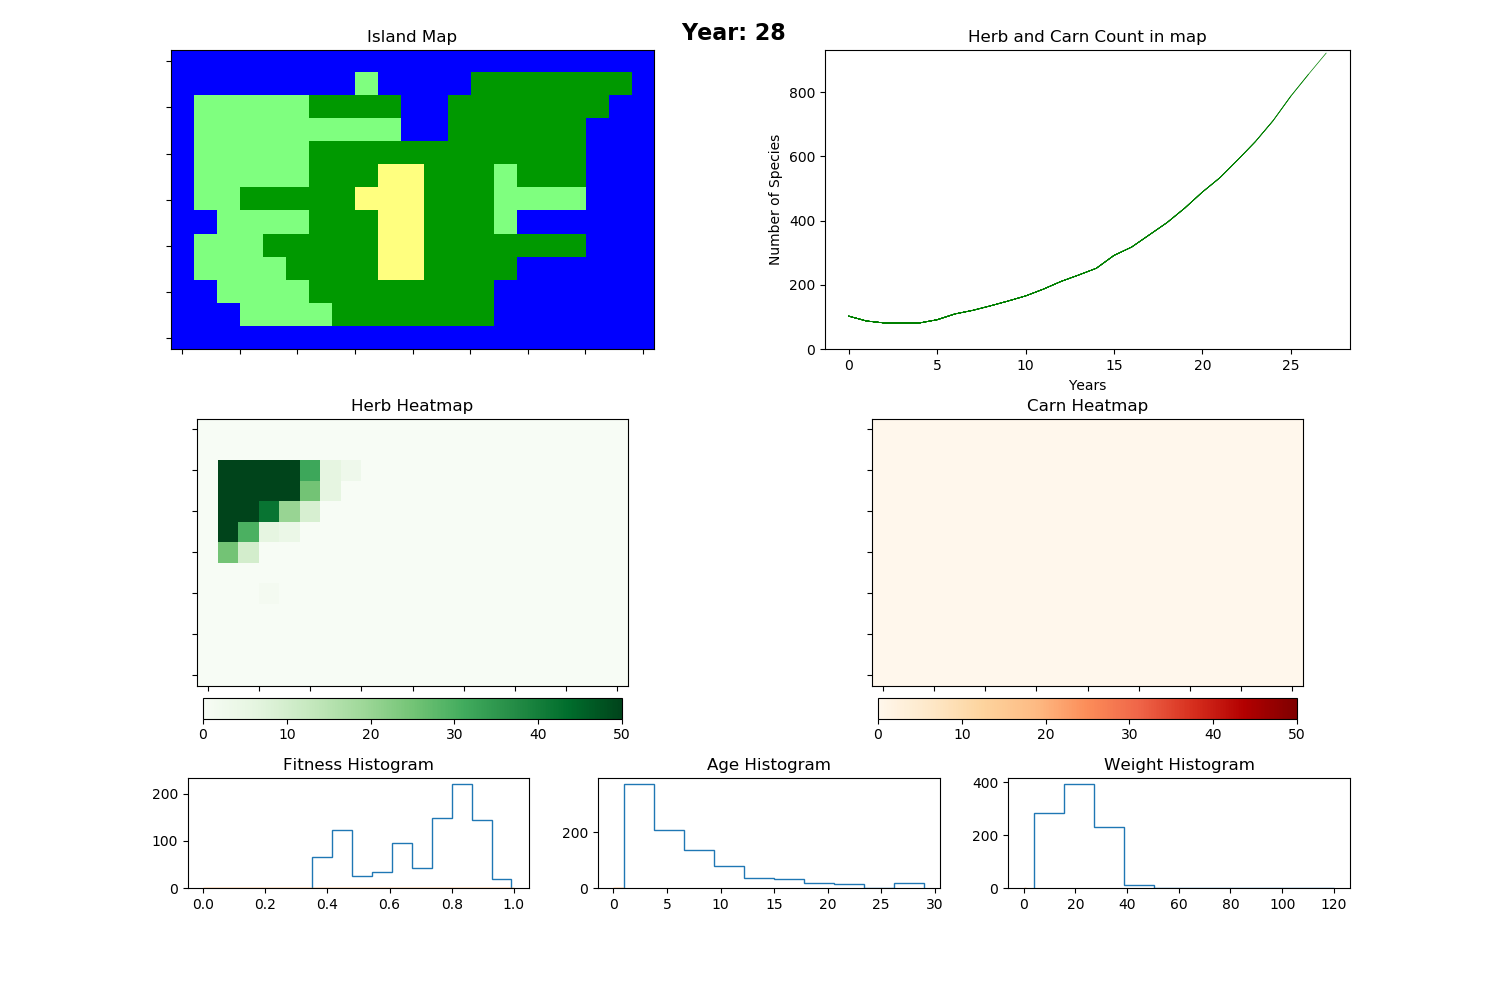 Year: 28
Island Map
Herb and Carn Count in map
800
600
400
200
0
Number of Species
0 5 10 15 20 25
Years
Herb Heatmap
Carn Heatmap
0 10 20 30 40 50
0 10 20 30 40 50
Fitness Histogram
200
100
0
0.0 0.2 0.4 0.6 0.8 1.0
Age Histogram
200
0
0 5 10 15 20 25 30
Weight Histogram
400
200
0
0 20 40 60 80 100 120